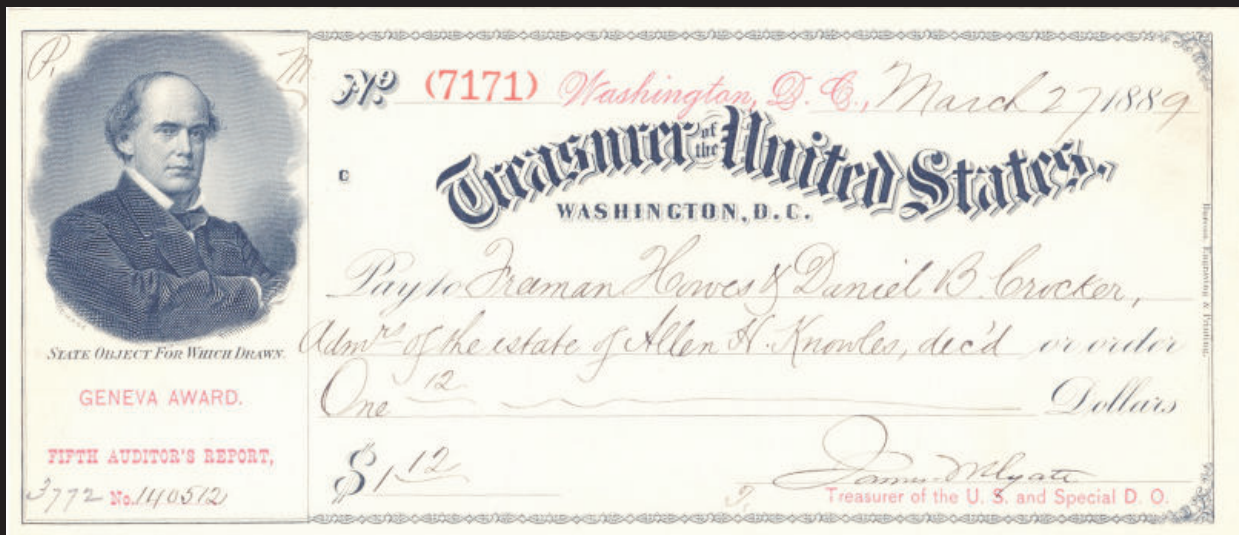 P. M
No (7171) Washington, D. C., March 27 1889
C
Treasurer of the United States.
WASHINGTON, D.C.
Pay to Framan Howes & Daniel B. Crocker,
Admrs of the estate of Allen H. Knowles, dec'd or order
One 12 Dollars
$1 12
James
Treasurer of the U. S. and Special D. O.
STATE OBJECT FOR WHICH DRAWN.
GENEVA AWARD.
FIFTH AUDITOR'S REPORT,
3772 No. 140512
Bureau, Engraving & Printing.